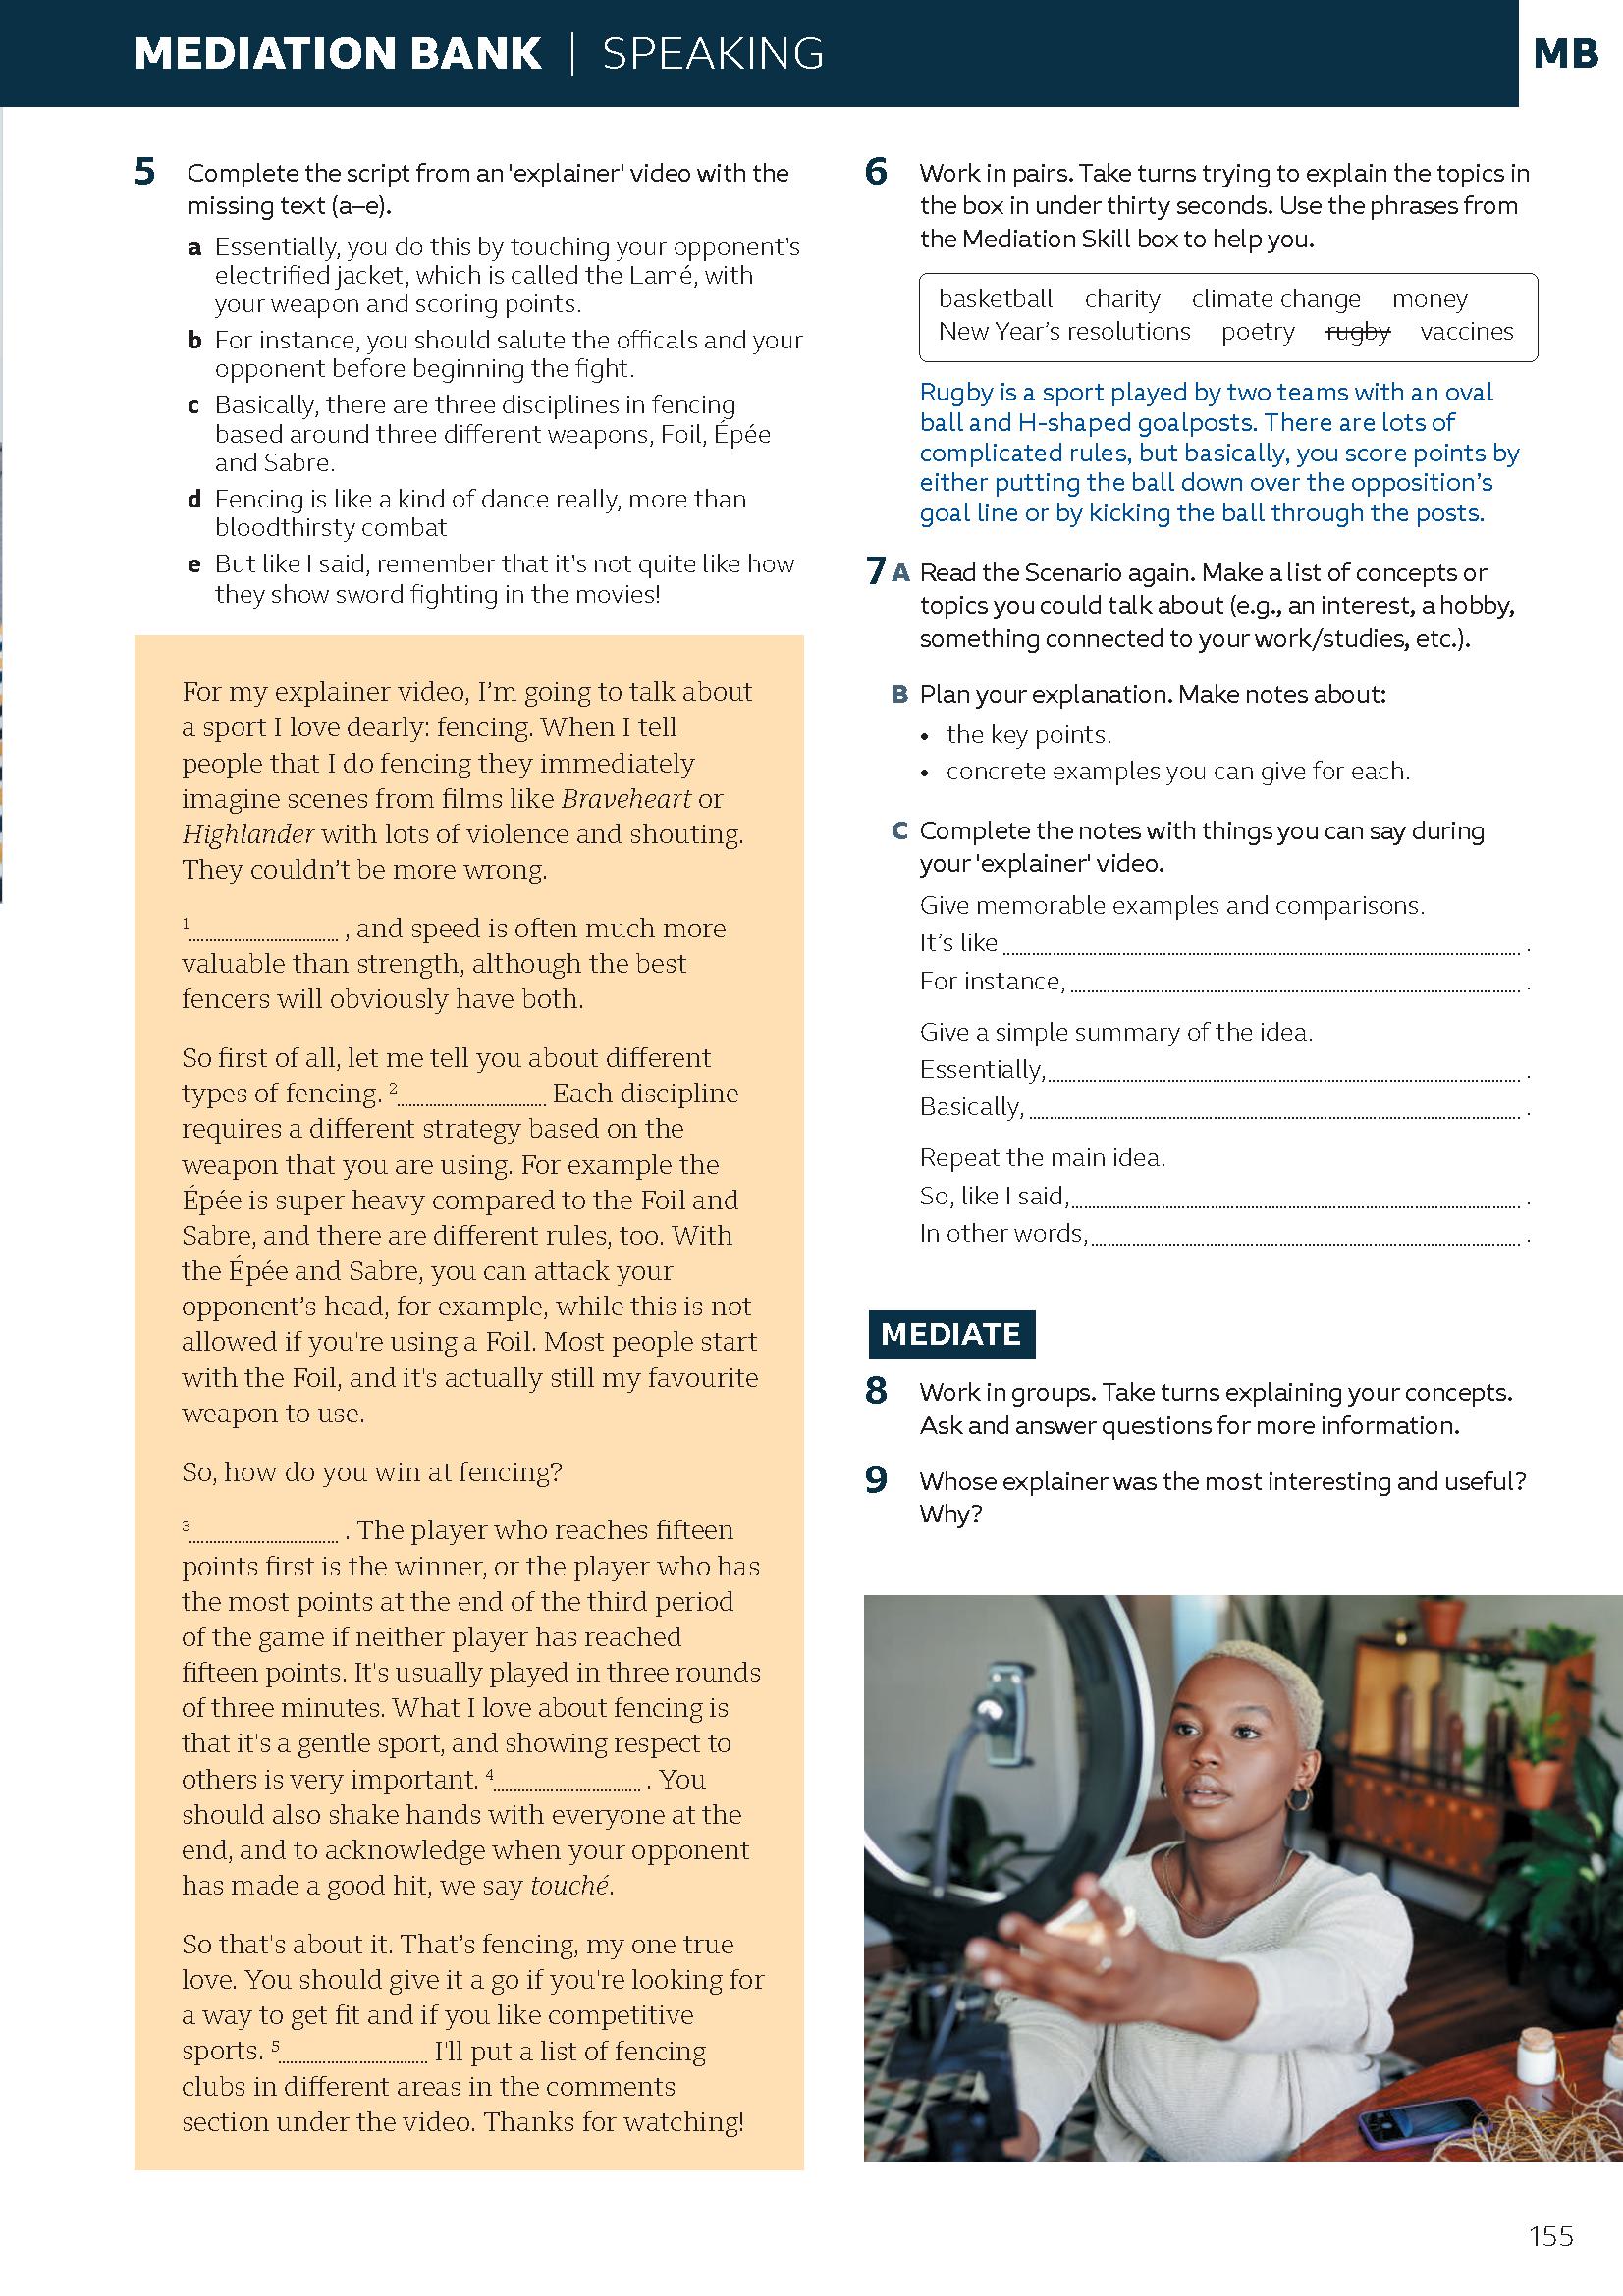 MEDIATION BANK | SPEAKING
MB
5 Complete the script from an 'explainer' video with the
missing text (a–e).
a Essentially, you do this by touching your opponent's
electrified jacket, which is called the Lamé, with
your weapon and scoring points.
b For instance, you should salute the officals and your
opponent before beginning the fight.
c Basically, there are three disciplines in fencing
based around three different weapons, Foil, Épée
and Sabre.
d Fencing is like a kind of dance really, more than
bloodthirsty combat
e But like I said, remember that it's not quite like how
they show sword fighting in the movies!
For my explainer video, I'm going to talk about
a sport I love dearly: fencing. When I tell
people that I do fencing they immediately
imagine scenes from films like Braveheart or
Highlander with lots of violence and shouting.
They couldn't be more wrong.
1 , and speed is often much more
valuable than strength, although the best
fencers will obviously have both.
So first of all, let me tell you about different
types of fencing. 2 Each discipline
requires a different strategy based on the
weapon that you are using. For example the
Épée is super heavy compared to the Foil and
Sabre, and there are different rules, too. With
the Épée and Sabre, you can attack your
opponent's head, for example, while this is not
allowed if you're using a Foil. Most people start
with the Foil, and it's actually still my favourite
weapon to use.
So, how do you win at fencing?
3 . The player who reaches fifteen
points first is the winner, or the player who has
the most points at the end of the third period
of the game if neither player has reached
fifteen points. It's usually played in three rounds
of three minutes. What I love about fencing is
that it's a gentle sport, and showing respect to
others is very important. 4 . You
should also shake hands with everyone at the
end, and to acknowledge when your opponent
has made a good hit, we say touché.
So that's about it. That's fencing, my one true
love. You should give it a go if you're looking for
a way to get fit and if you like competitive
sports. 5 I'll put a list of fencing
clubs in different areas in the comments
section under the video. Thanks for watching!
6 Work in pairs. Take turns trying to explain the topics in
the box in under thirty seconds. Use the phrases from
the Mediation Skill box to help you.
basketball charity climate change money
New Year's resolutions poetry rugby vaccines
Rugby is a sport played by two teams with an oval
ball and H-shaped goalposts. There are lots of
complicated rules, but basically, you score points by
either putting the ball down over the opposition's
goal line or by kicking the ball through the posts.
7 A Read the Scenario again. Make a list of concepts or
topics you could talk about (e.g., an interest, a hobby,
something connected to your work/studies, etc.).
B Plan your explanation. Make notes about:
• the key points.
• concrete examples you can give for each.
C Complete the notes with things you can say during
your 'explainer' video.
Give memorable examples and comparisons.
It's like .
For instance, .
Give a simple summary of the idea.
Essentially, .
Basically, .
Repeat the main idea.
So, like I said, .
In other words, .
MEDIATE
8 Work in groups. Take turns explaining your concepts.
Ask and answer questions for more information.
9 Whose explainer was the most interesting and useful?
Why?
155